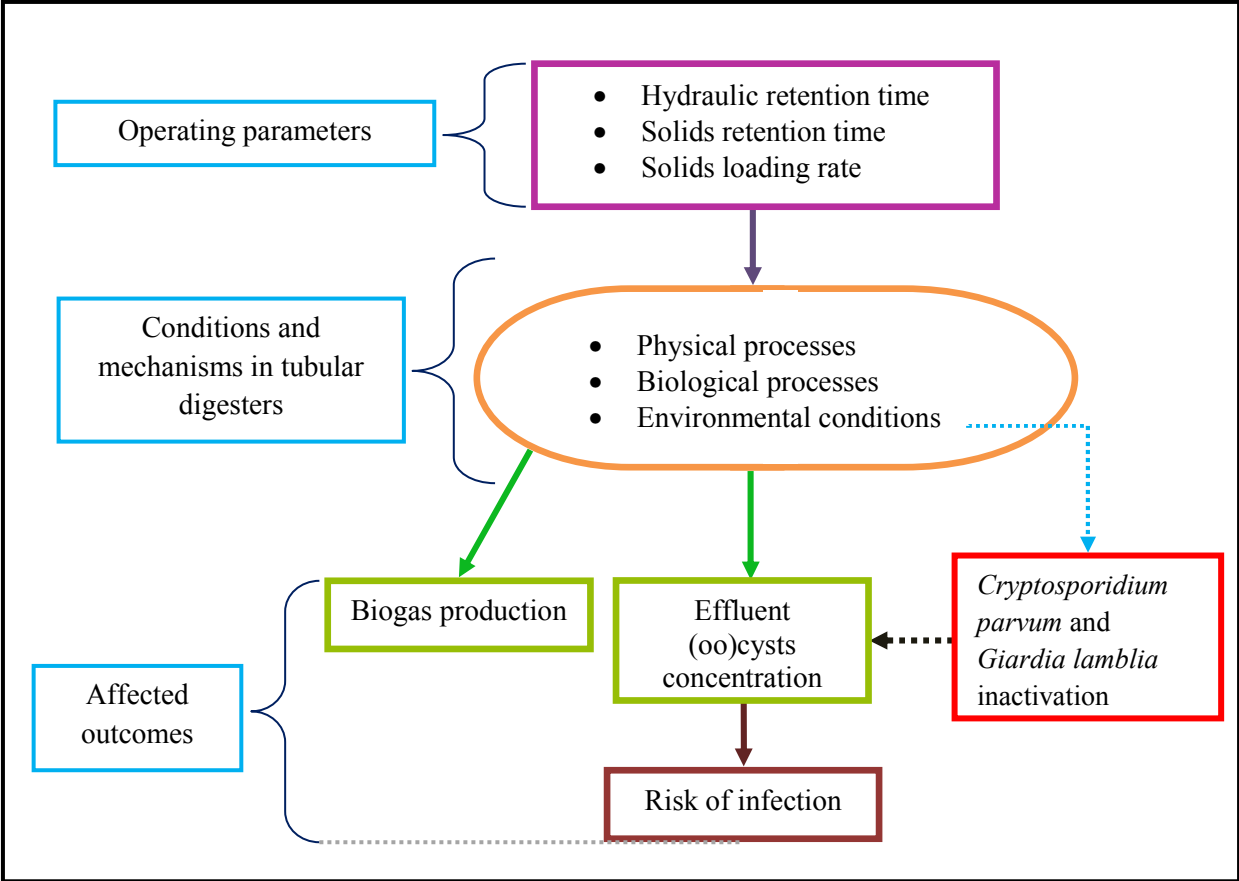 Operating parameters
• Hydraulic retention time
• Solids retention time
• Solids loading rate
Conditions and
mechanisms in tubular
digesters
• Physical processes
• Biological processes
• Environmental conditions
Affected
outcomes
Biogas production
Effluent
(oo)cysts
concentration
Cryptosporidium
parvum and
Giardia lamblia
inactivation
Risk of infection